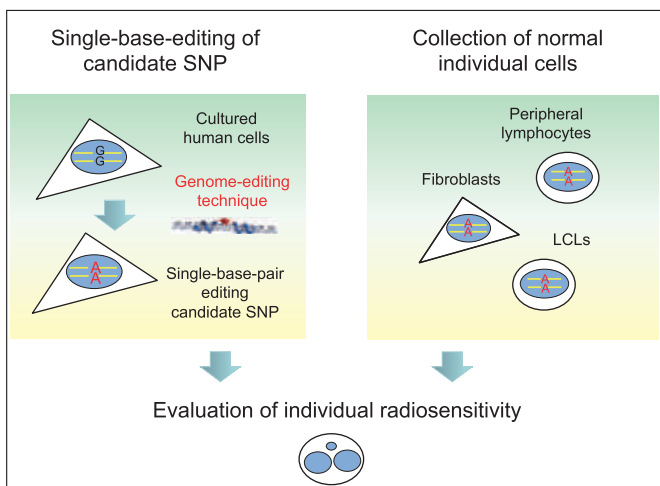 Single-base-editing of
candidate SNP
Cultured
human cells
G
G
Genome-editing
technique
A
A
Single-base-pair
editing
candidate SNP
Collection of normal
individual cells
Peripheral
lymphocytes
A
A
Fibroblasts
A
A
LCLs
A
A
Evaluation of individual radiosensitivity